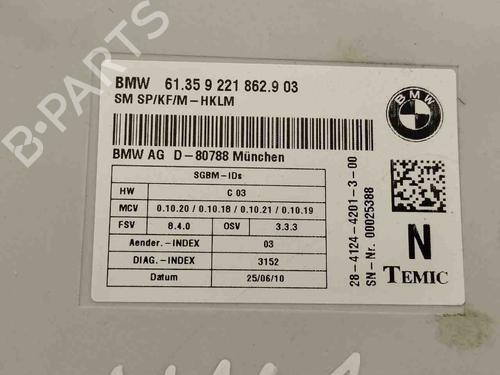 BMW 61.35 9 221 862.9 03
SM SP/KF/M-HKLM
BMW AG D-80788 München
SGBM-IDs
HW C 03
MCV 0.10.20 / 0.10.18 / 0.10.21 / 0.10.19
FSV 8.4.0 OSV 3.3.3
Aender.-INDEX 03
DIAG.-INDEX 3152
Datum 25/06/10
BMW
28-4124-4201-3-00
SN-Nr. 00025388
N
TEMIC
B-PARTS